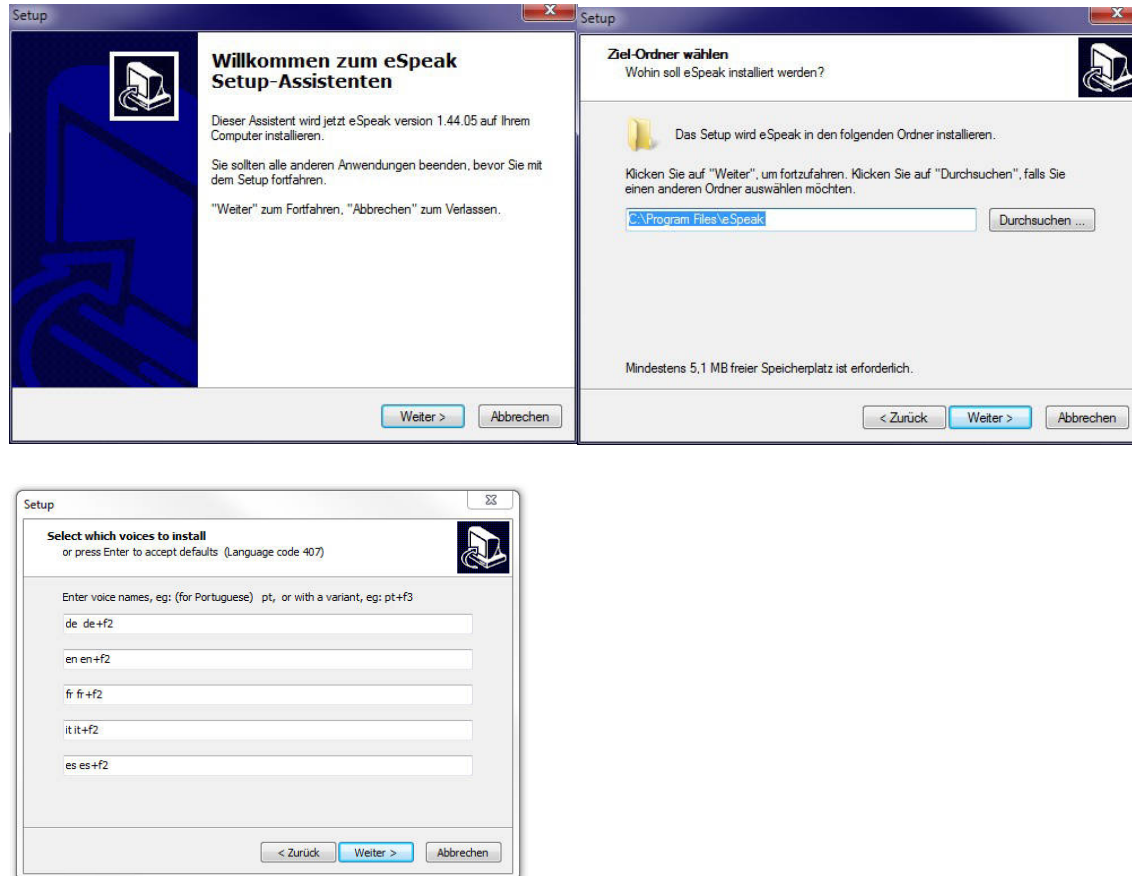 Setup
Willkommen zum eSpeak
Setup-Assistenten
Dieser Assistent wird jetzt eSpeak version 1.44.05 auf Ihrem
Computer installieren.
Sie sollten alle anderen Anwendungen beenden, bevor Sie mit
dem Setup fortfahren.
"Weiter" zum Fortfahren, "Abbrechen" zum Verlassen.
Weiter >
Abbrechen
Setup
Ziel-Ordner wählen
Wohin soll eSpeak installiert werden?
Das Setup wird eSpeak in den folgenden Ordner installieren.
Klicken Sie auf "Weiter", um fortzufahren. Klicken Sie auf "Durchsuchen", falls Sie
einen anderen Ordner auswählen möchten.
C:\Program Files\eSpeak
Durchsuchen ...
Mindestens 5,1 MB freier Speicherplatz ist erforderlich.
< Zurück
Weiter >
Abbrechen
Setup
Select which voices to install
or press Enter to accept defaults (Language code 407)
Enter voice names, eg: (for Portuguese) pt, or with a variant, eg: pt+f3
de de+f2
en en+f2
fr fr+f2
it it+f2
es es+f2
< Zurück
Weiter >
Abbrechen